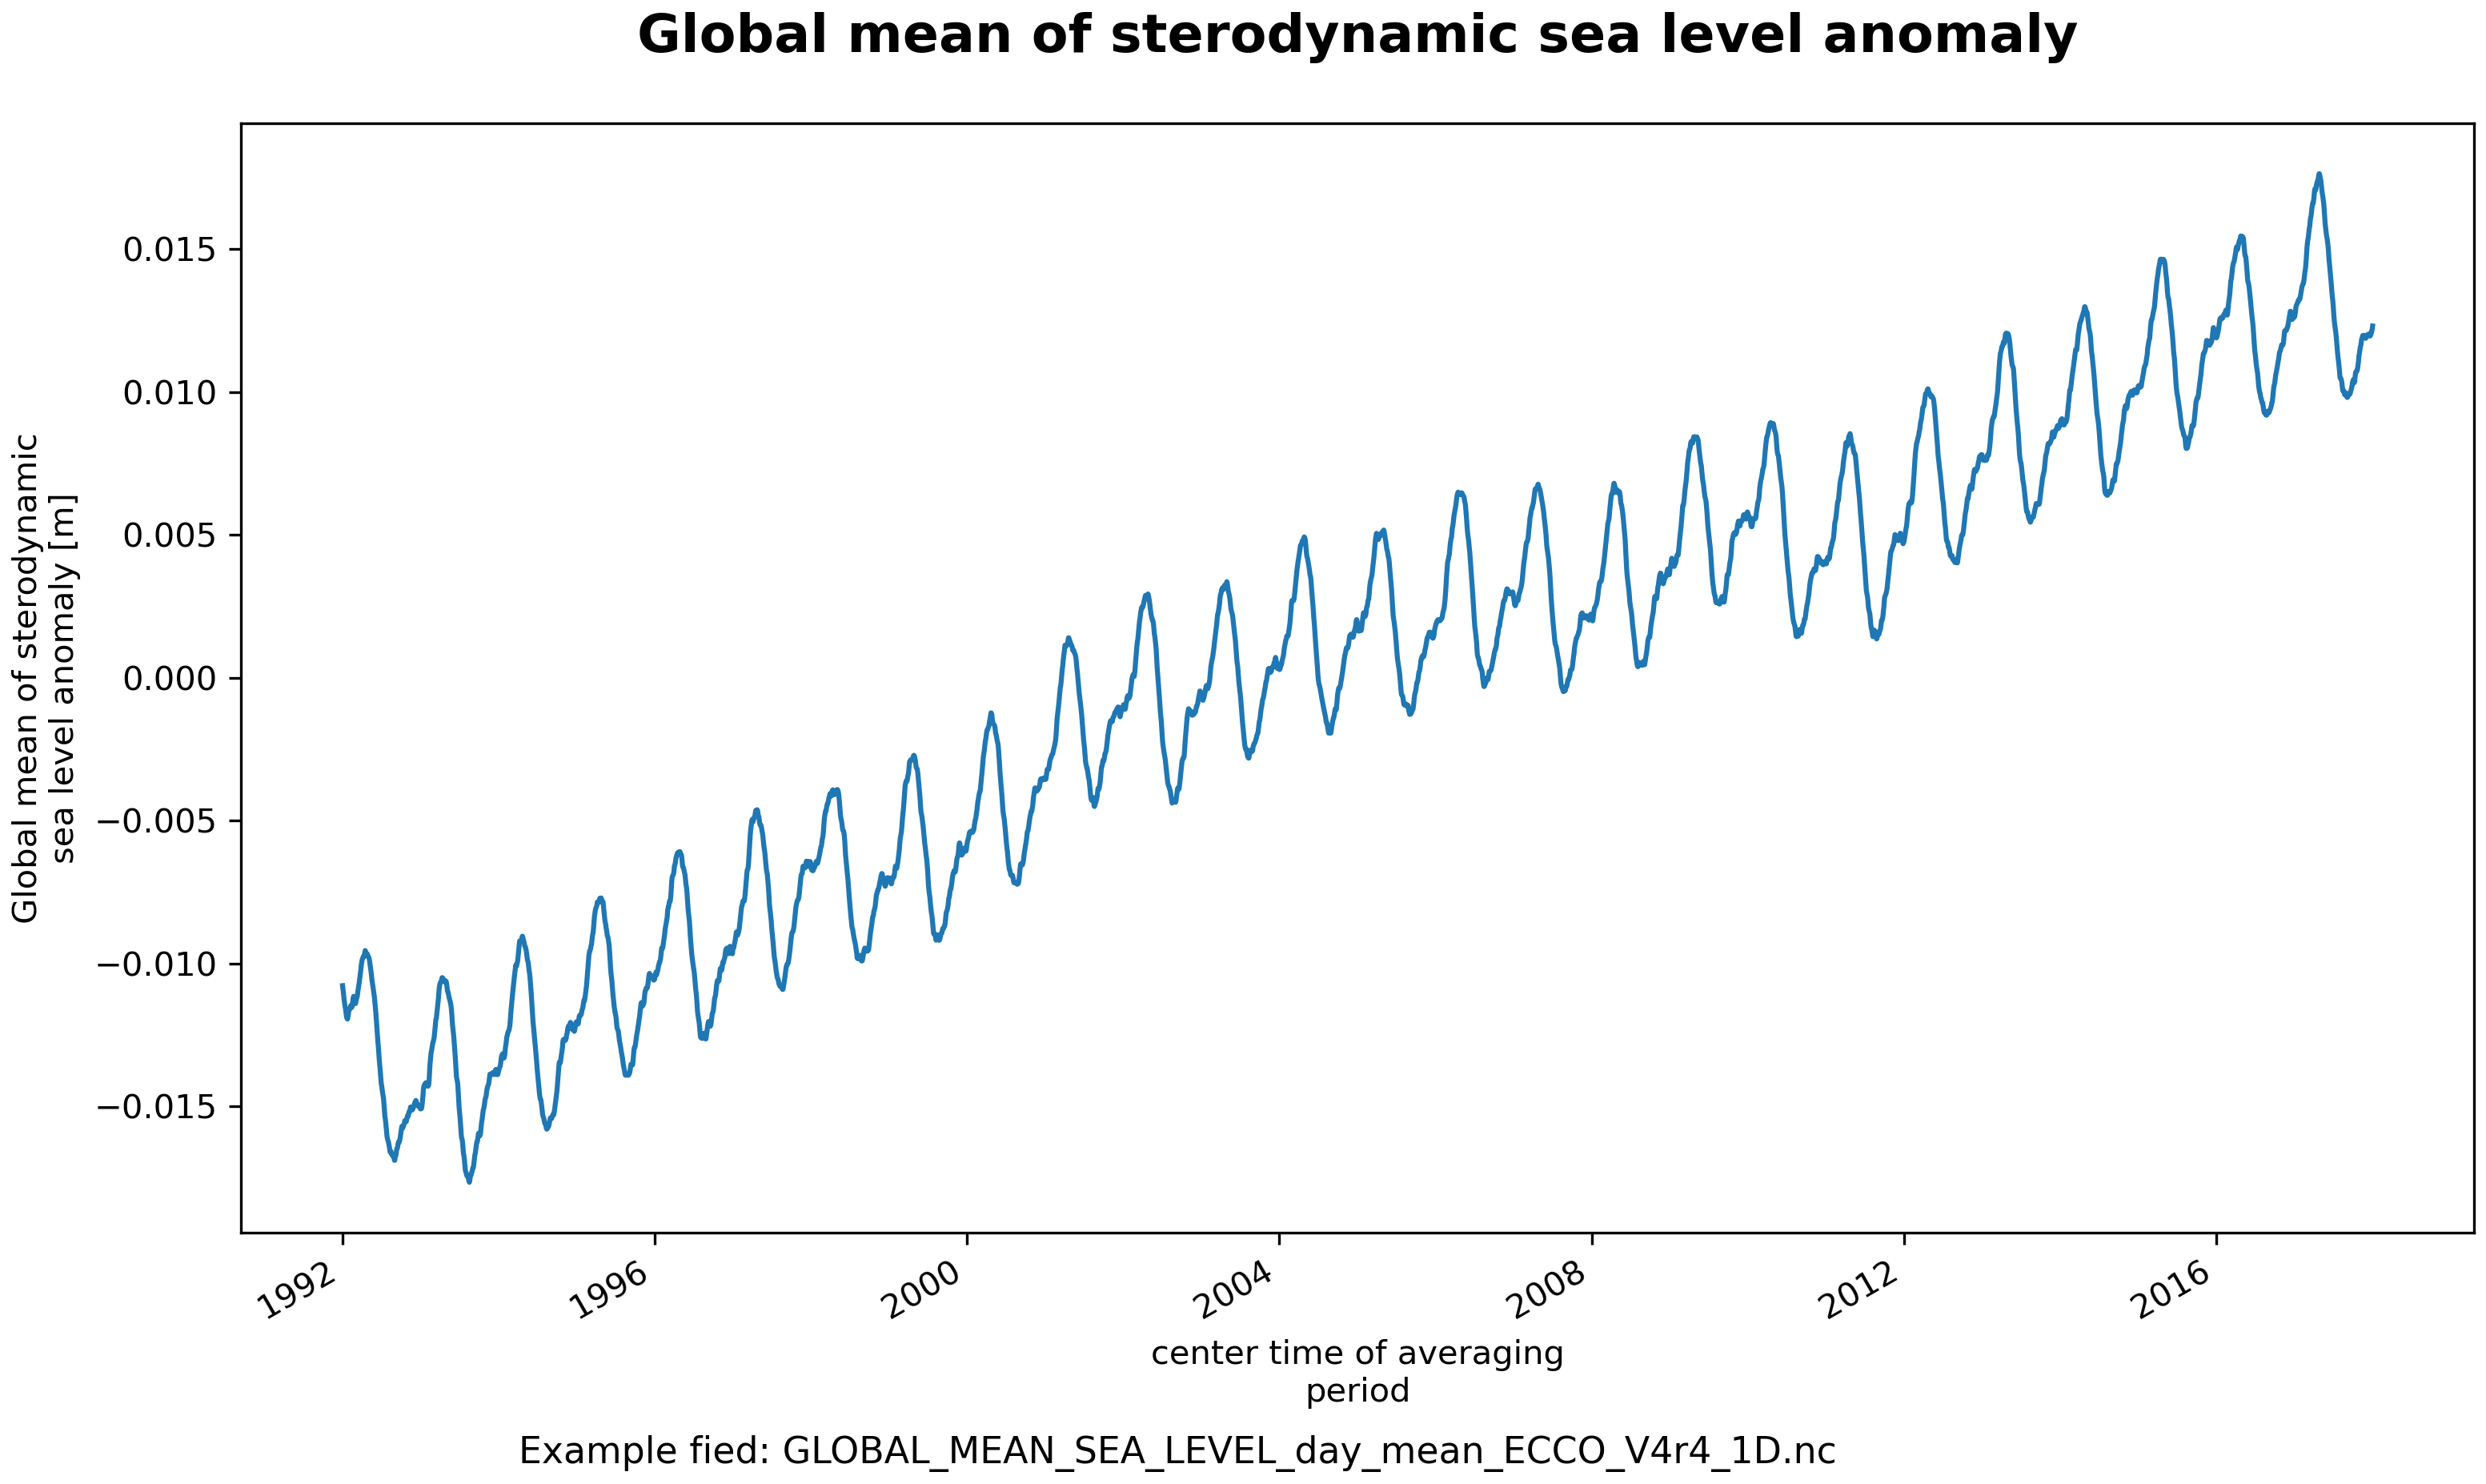 Global mean of sterodynamic sea level anomaly
Global mean of sterodynamic
sea level anomaly [m]
0.015
0.010
0.005
0.000
−0.005
−0.010
−0.015
1992
1996
2000
2004
2008
2012
2016
center time of averaging
period
Example fied: GLOBAL_MEAN_SEA_LEVEL_day_mean_ECCO_V4r4_1D.nc